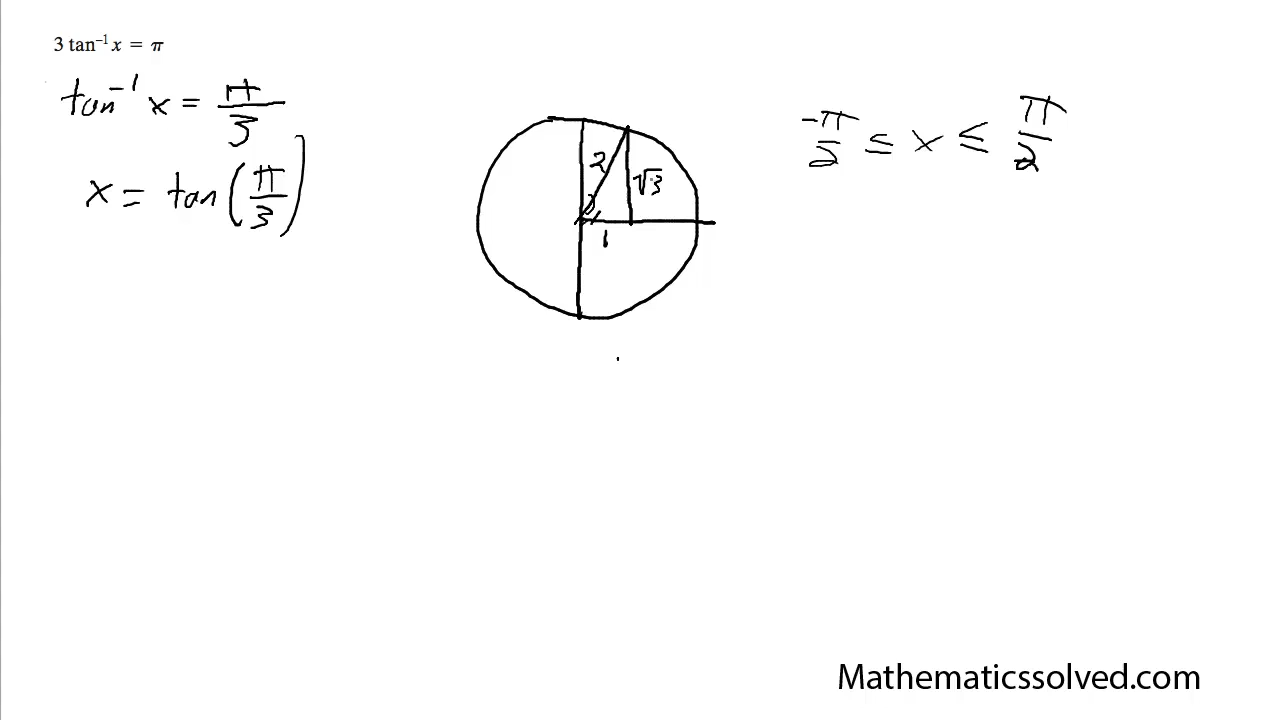 3 tan⁻¹ x = π
tan⁻¹ x = π/3
x = tan(π/3)
2
√3
1
-π/2 ≤ x ≤ π/2
Mathematicssolved.com